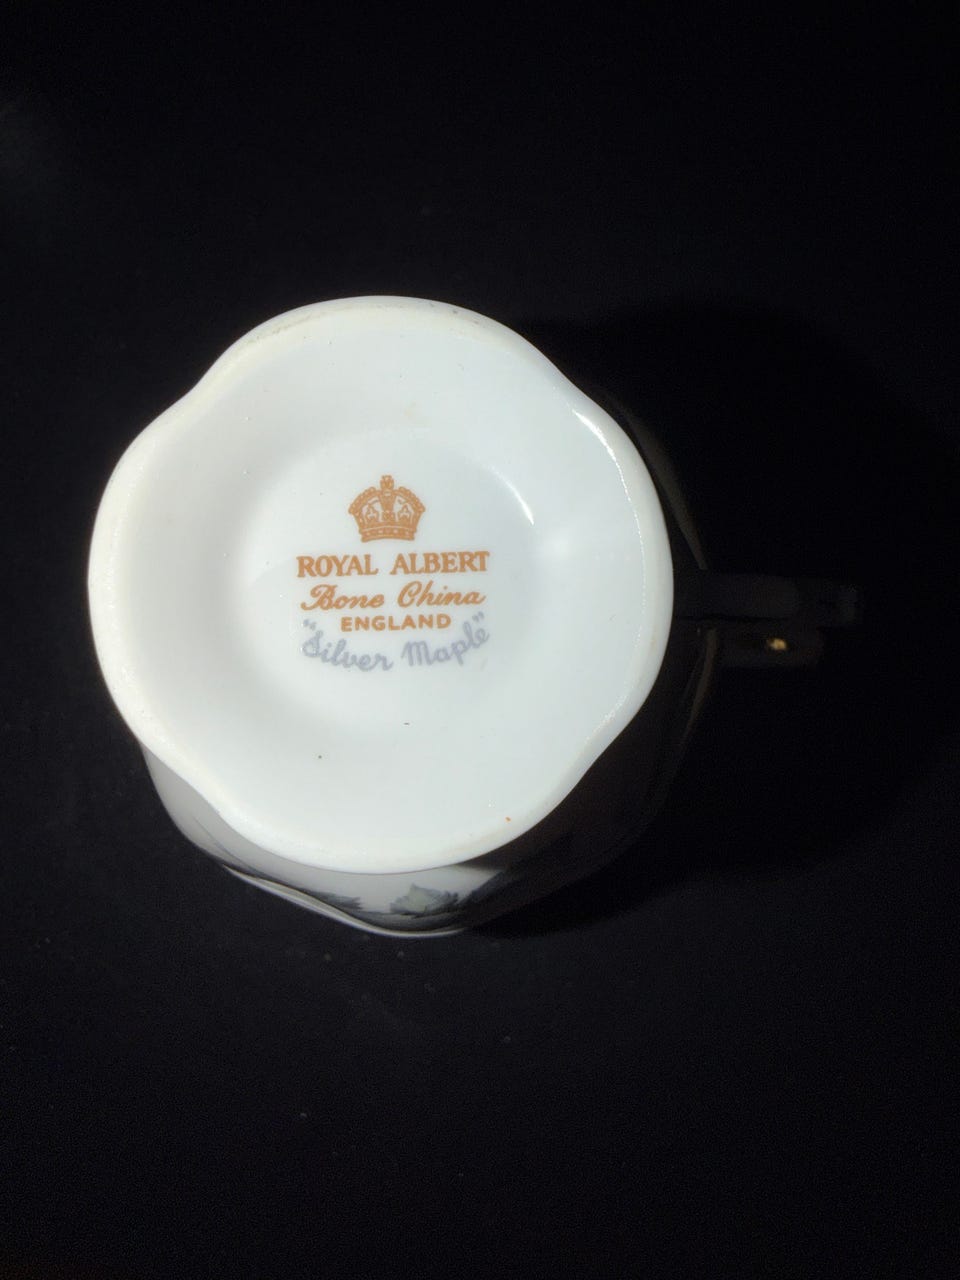 ROYAL ALBERT
Bone China
ENGLAND
"Silver Maple"